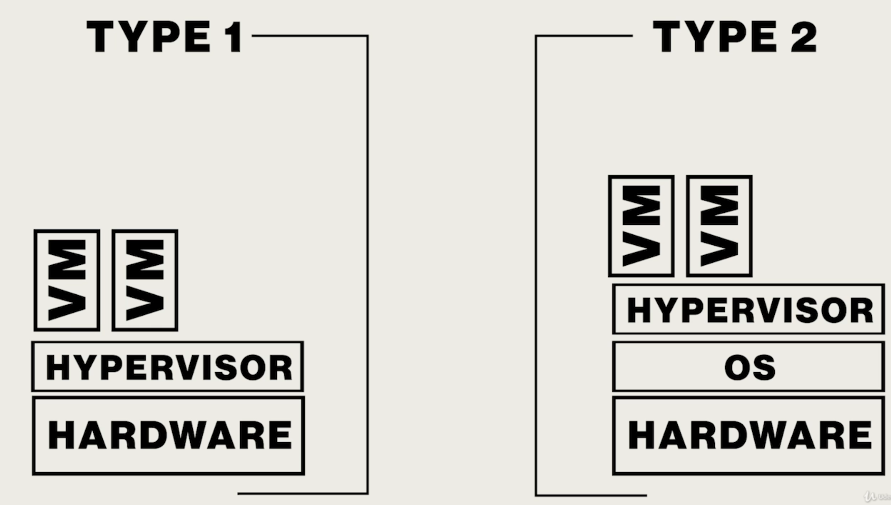 TYPE 1
VM
VM
HYPERVISOR
HARDWARE
TYPE 2
VM
VM
HYPERVISOR
OS
HARDWARE